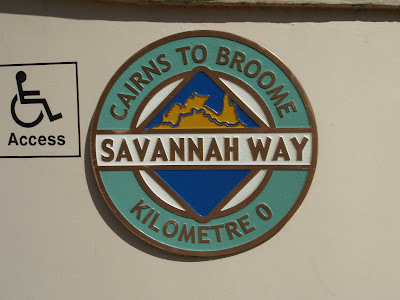 CAIRNS TO BROOME
SAVANNAH WAY
KILOMETRE 0
Access